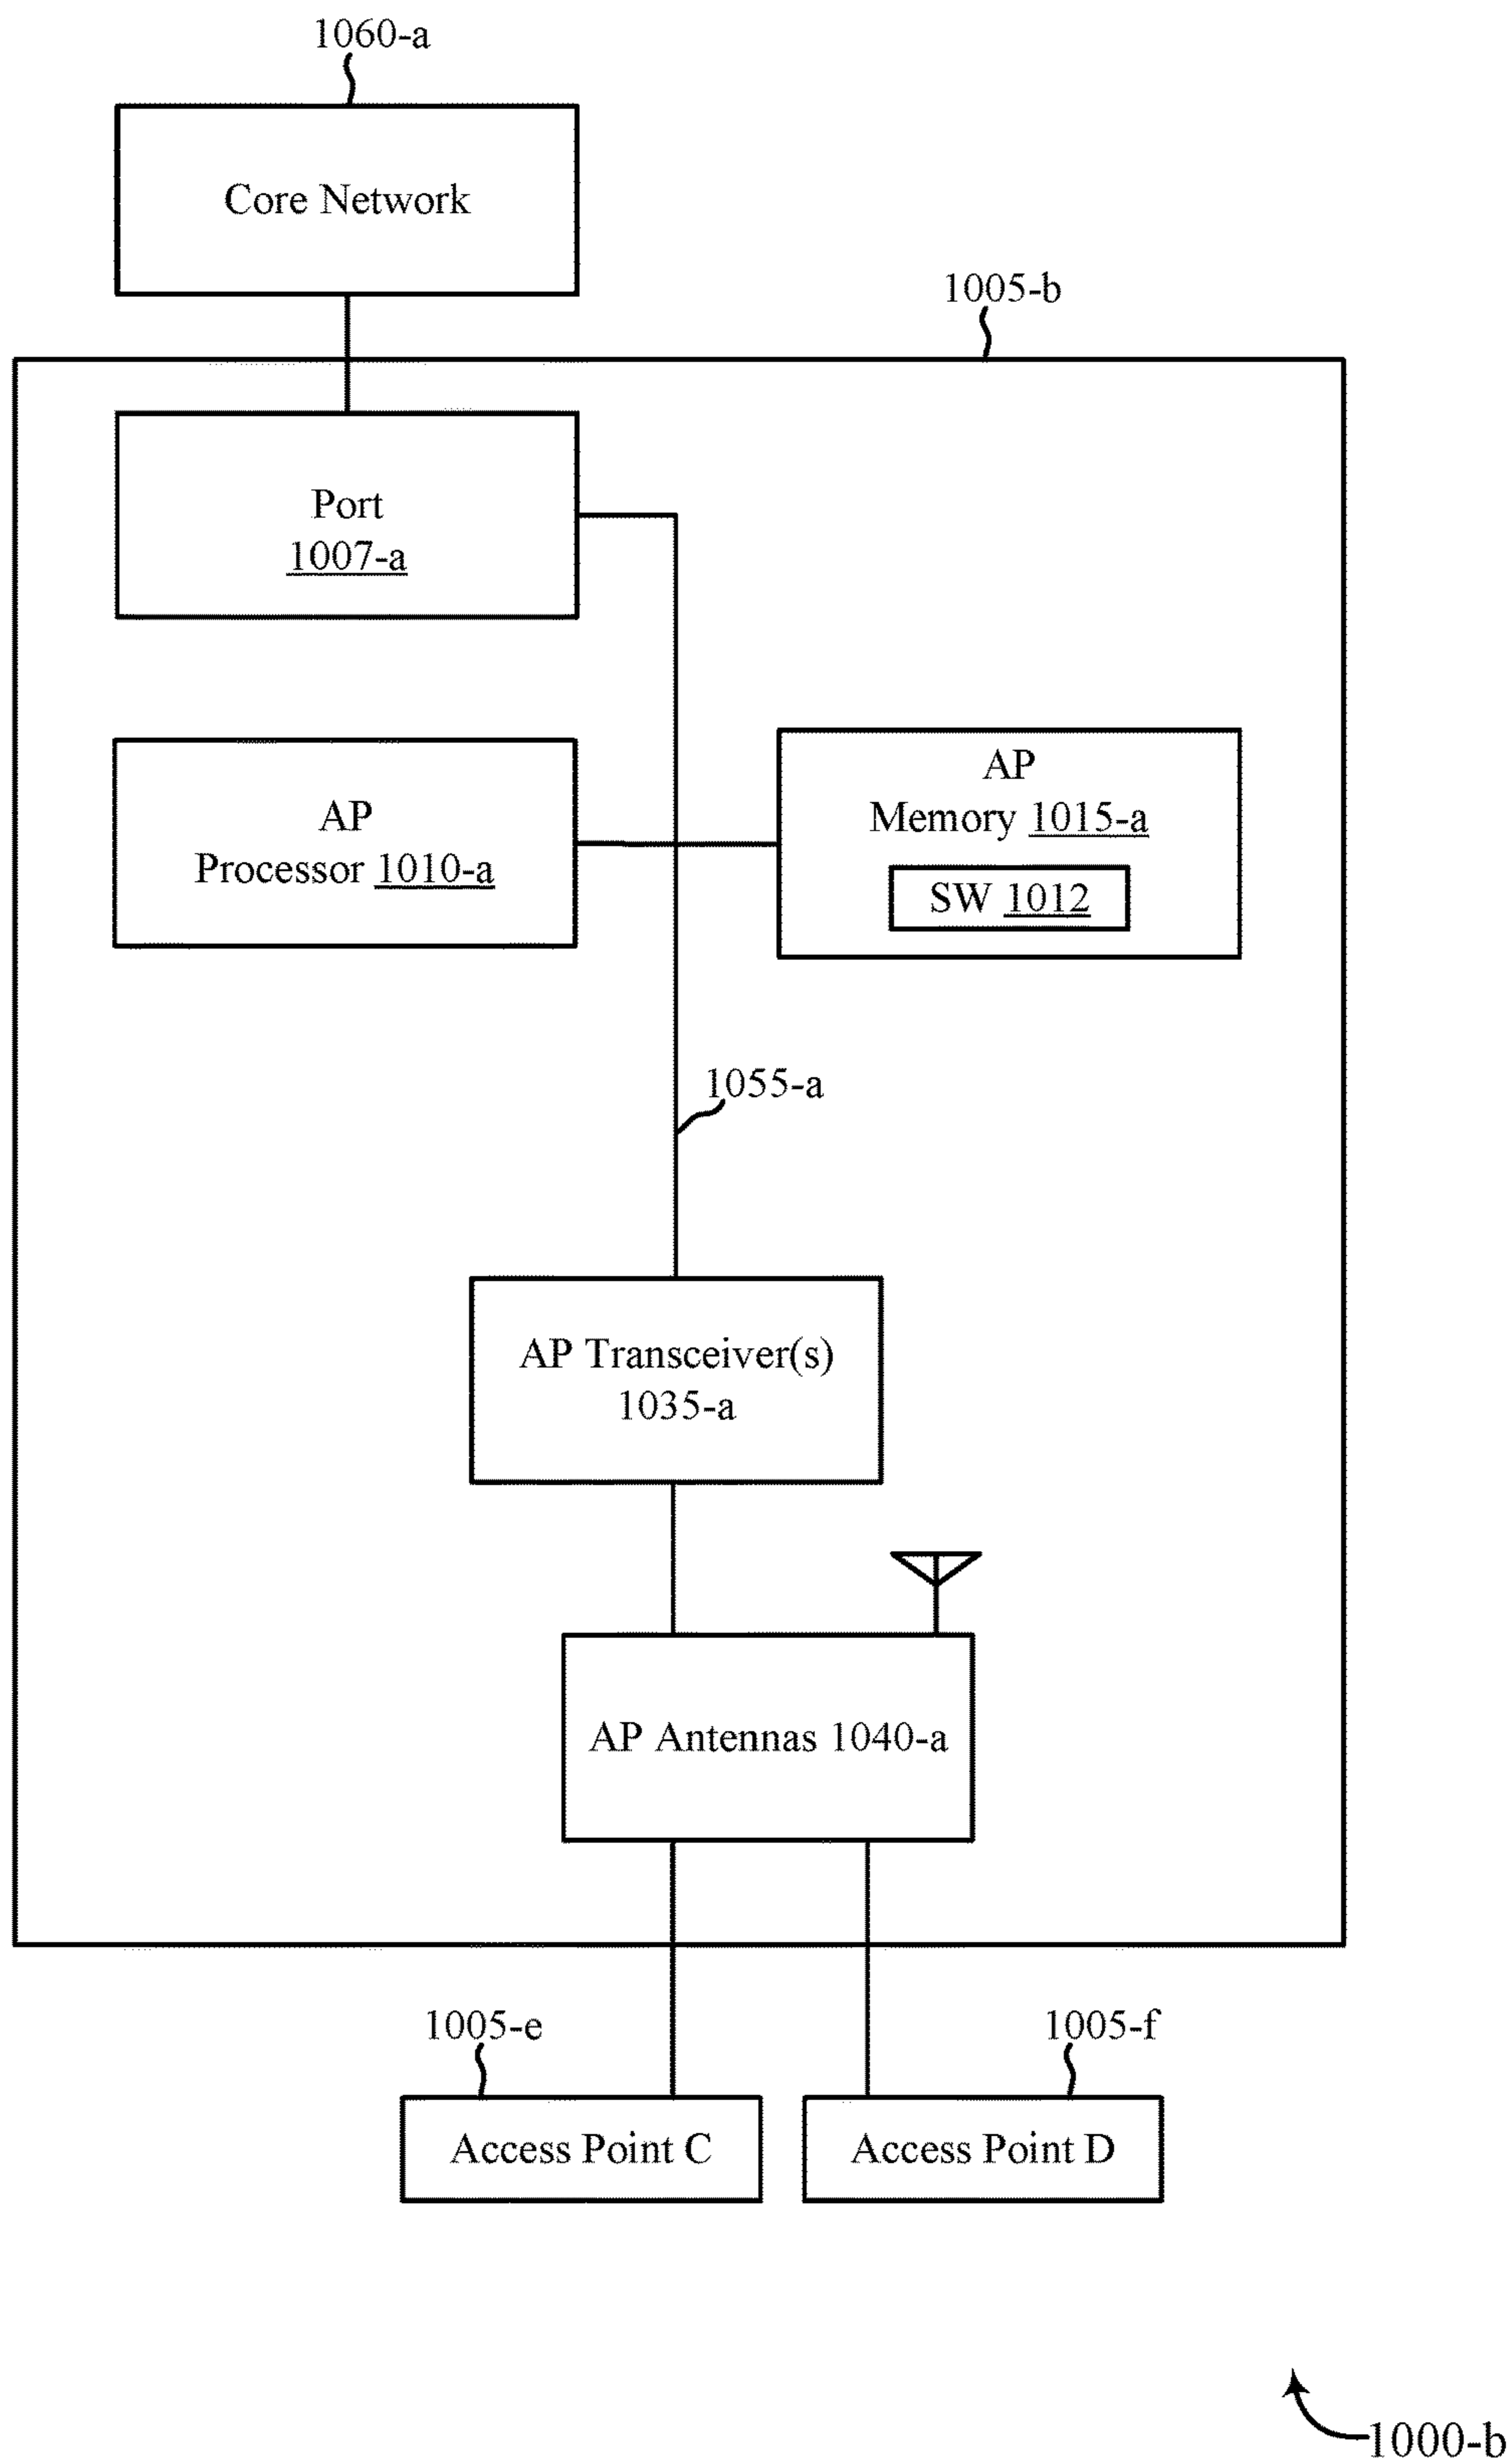 1060-a
Core Network
1005-b
Port
1007-a
AP
Processor 1010-a
AP
Memory 1015-a
SW 1012
1055-a
AP Transceiver(s)
1035-a
AP Antennas 1040-a
1005-e
1005-f
Access Point C
Access Point D
1000-b